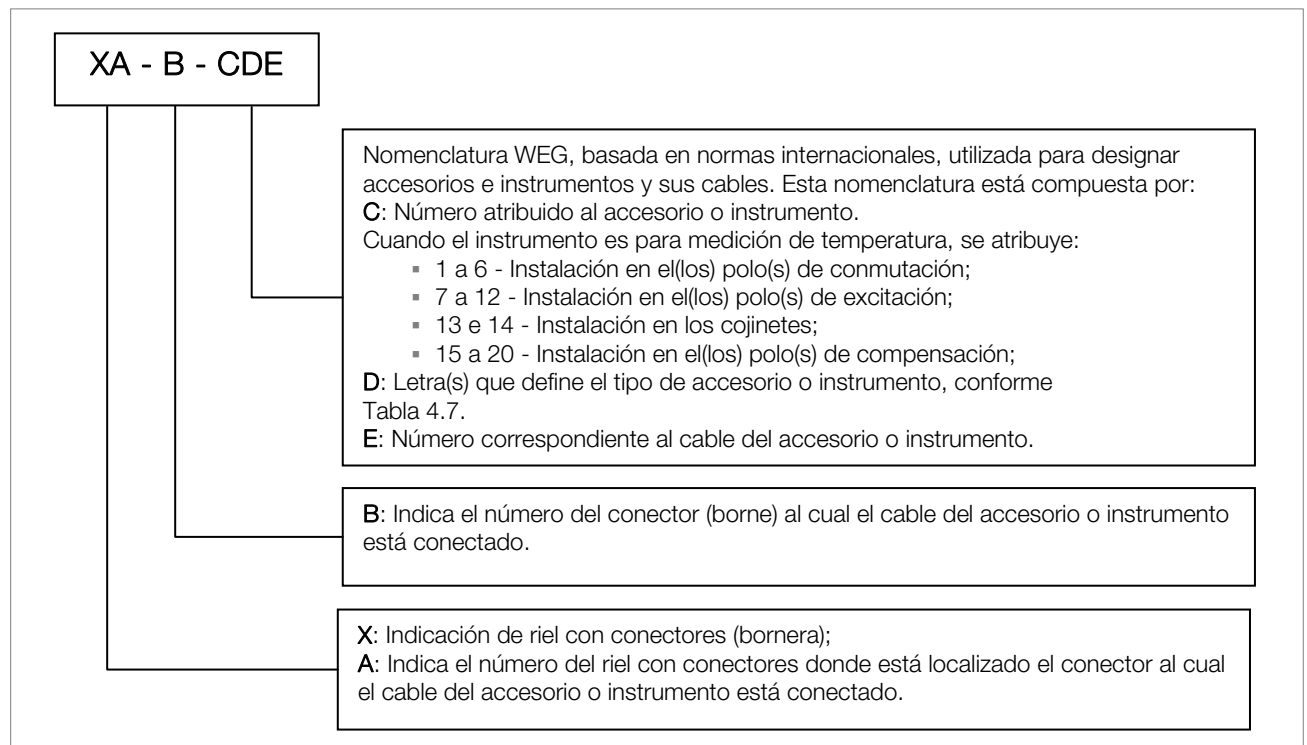 XA - B - CDE
Nomenclatura WEG, basada en normas internacionales, utilizada para designar
accesorios e instrumentos y sus cables. Esta nomenclatura está compuesta por:
C: Número atribuido al accesorio o instrumento.
Cuando el instrumento es para medición de temperatura, se atribuye:
▪ 1 a 6 - Instalación en el(los) polo(s) de conmutación;
▪ 7 a 12 - Instalación en el(los) polo(s) de excitación;
▪ 13 e 14 - Instalación en los cojinetes;
▪ 15 a 20 - Instalación en el(los) polo(s) de compensación;
D: Letra(s) que define el tipo de accesorio o instrumento, conforme
Tabla 4.7.
E: Número correspondiente al cable del accesorio o instrumento.
B: Indica el número del conector (borne) al cual el cable del accesorio o instrumento
está conectado.
X: Indicación de riel con conectores (bornera);
A: Indica el número del riel con conectores donde está localizado el conector al cual
el cable del accesorio o instrumento está conectado.